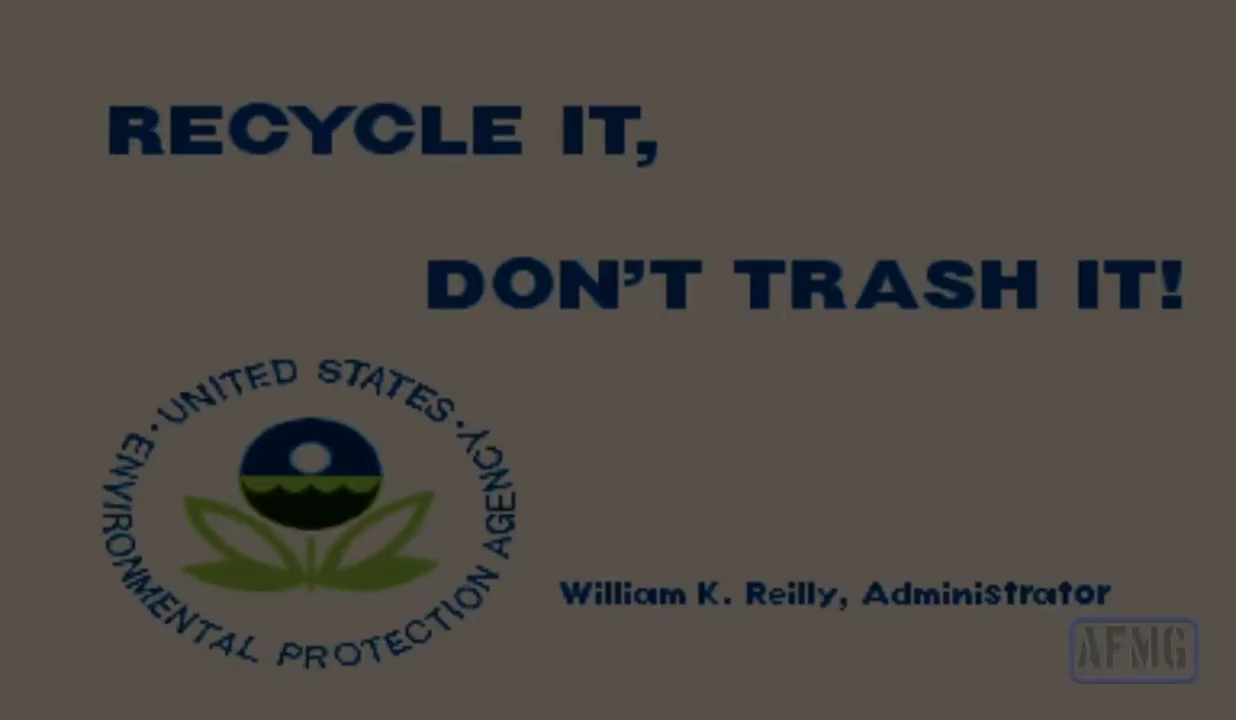 RECYCLE IT,
DON'T TRASH IT!
UNITED STATES
ENVIRONMENTAL PROTECTION AGENCY
William K. Reilly, Administrator
AFMG